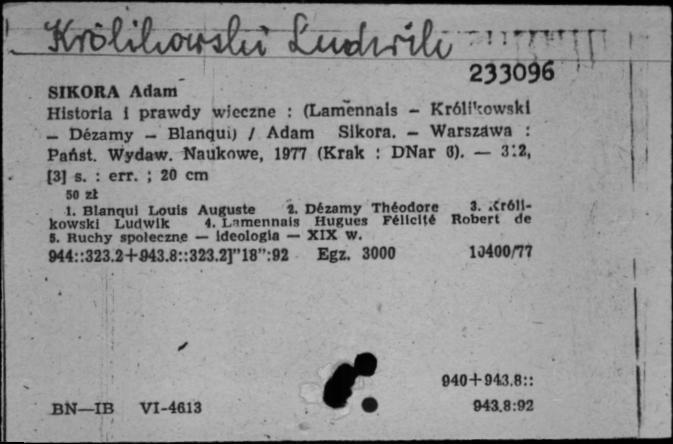 Królikowski Ludwik
233096
SIKORA Adam
Historia i prawdy wieczne : (Lamennais – Królikowski
– Dézamy – Blanqui) / Adam Sikora. – Warszawa :
Państ. Wydaw. Naukowe, 1977 (Krak : DNar 6). — 312,
[3] s. : err. ; 20 cm
50 zł
1. Blanqui Louis Auguste 2. Dézamy Théodore 3. Króli-
kowski Ludwik 4. Lamennais Hugues Félicité Robert de
5. Ruchy społeczne — ideologia — XIX w.
944::323.2+943.8::323.2]"18":92 Egz. 3000 10400/77
940+943.8::
BN—IB VI-4613 943.8:92